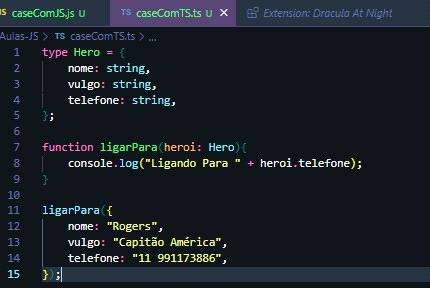 caseComJS.js JS caseComTS.ts TS Extension: Dracula At Night
Aulas-JS > TS caseComTS.ts > ...
1 type Hero = {
2 nome: string,
3 vulgo: string,
4 telefone: string,
5 };
6
7 function ligarPara(heroi: Hero){
8 console.log("Ligando Para " + heroi.telefone);
9 }
10
11 ligarPara({
12 nome: "Rogers",
13 vulgo: "Capitão América",
14 telefone: "11 991173886",
15 });